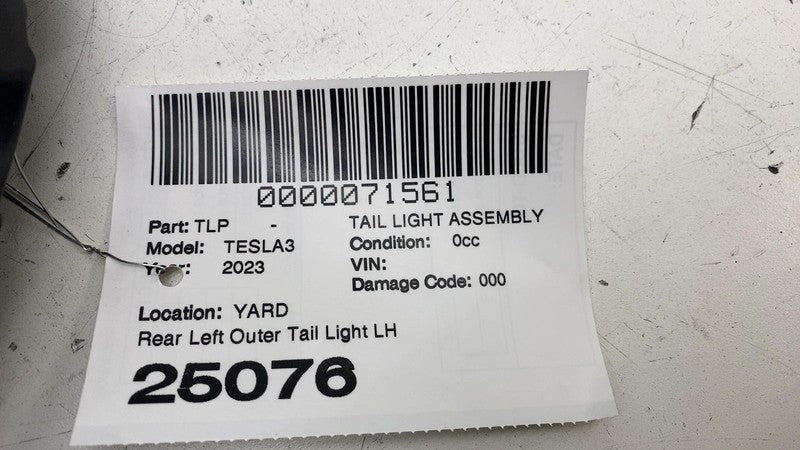 0000071561
Part: TLP - TAIL LIGHT ASSEMBLY
Model: TESLA3 Condition: 0cc
Year: 2023 VIN:
Damage Code: 000
Location: YARD
Rear Left Outer Tail Light LH
25076